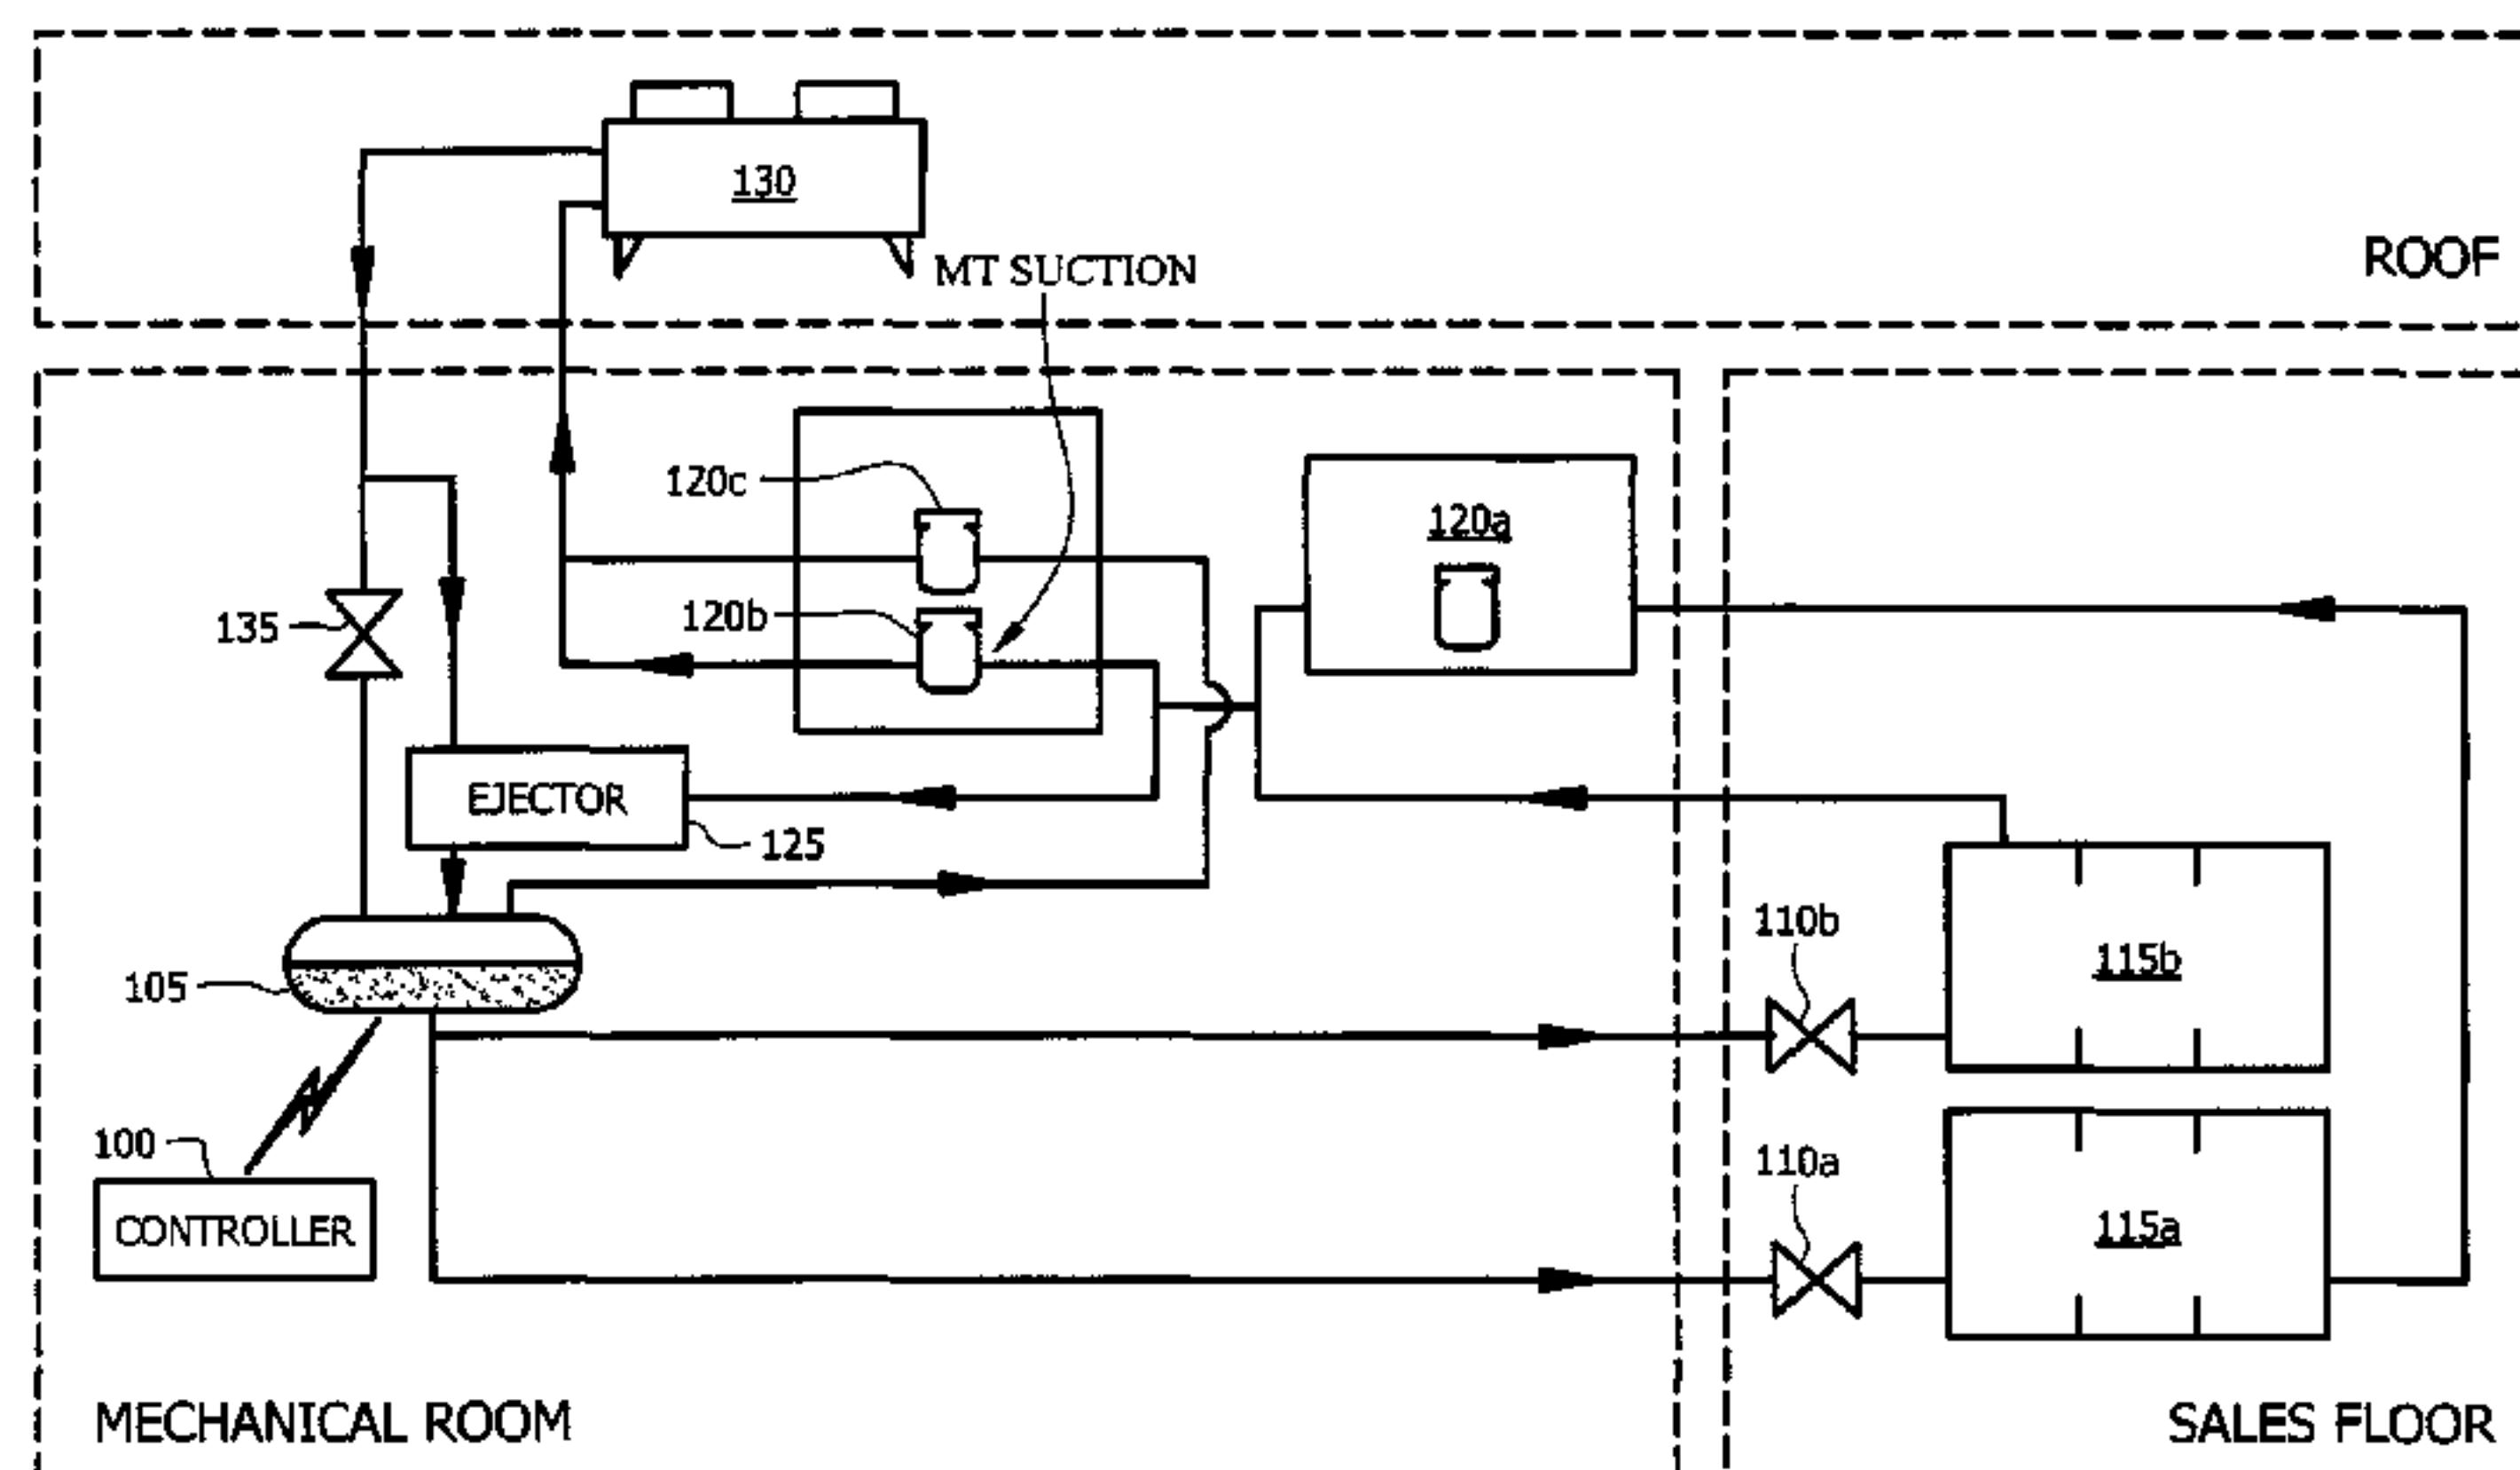 130
ROOF
MT SUCTION
120c
120a
120b
135
EJECTOR
125
110b
115b
105
100
110a
115a
CONTROLLER
MECHANICAL ROOM
SALES FLOOR